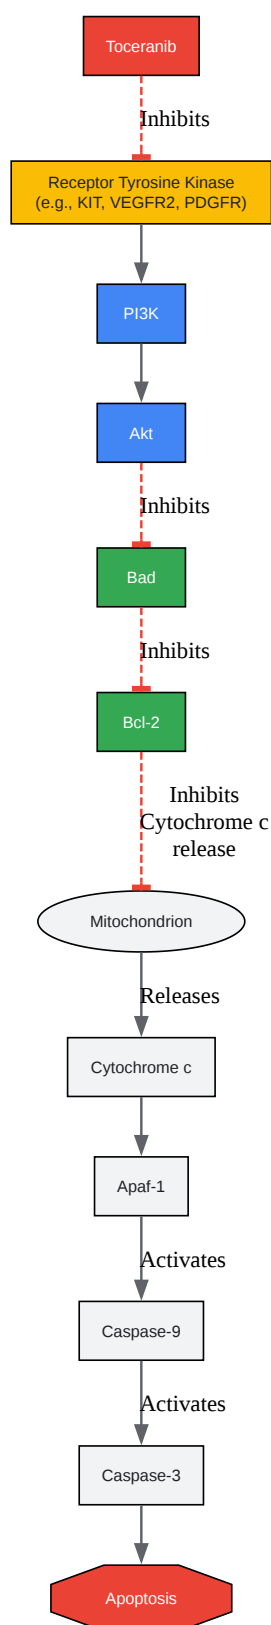 Toceranib
Inhibits
Receptor Tyrosine Kinase
(e.g., KIT, VEGFR2, PDGFR)
PI3K
Akt
Inhibits
Bad
Inhibits
Bcl-2
Inhibits
Cytochrome c
release
Mitochondrion
Releases
Cytochrome c
Apaf-1
Activates
Caspase-9
Activates
Caspase-3
Apoptosis